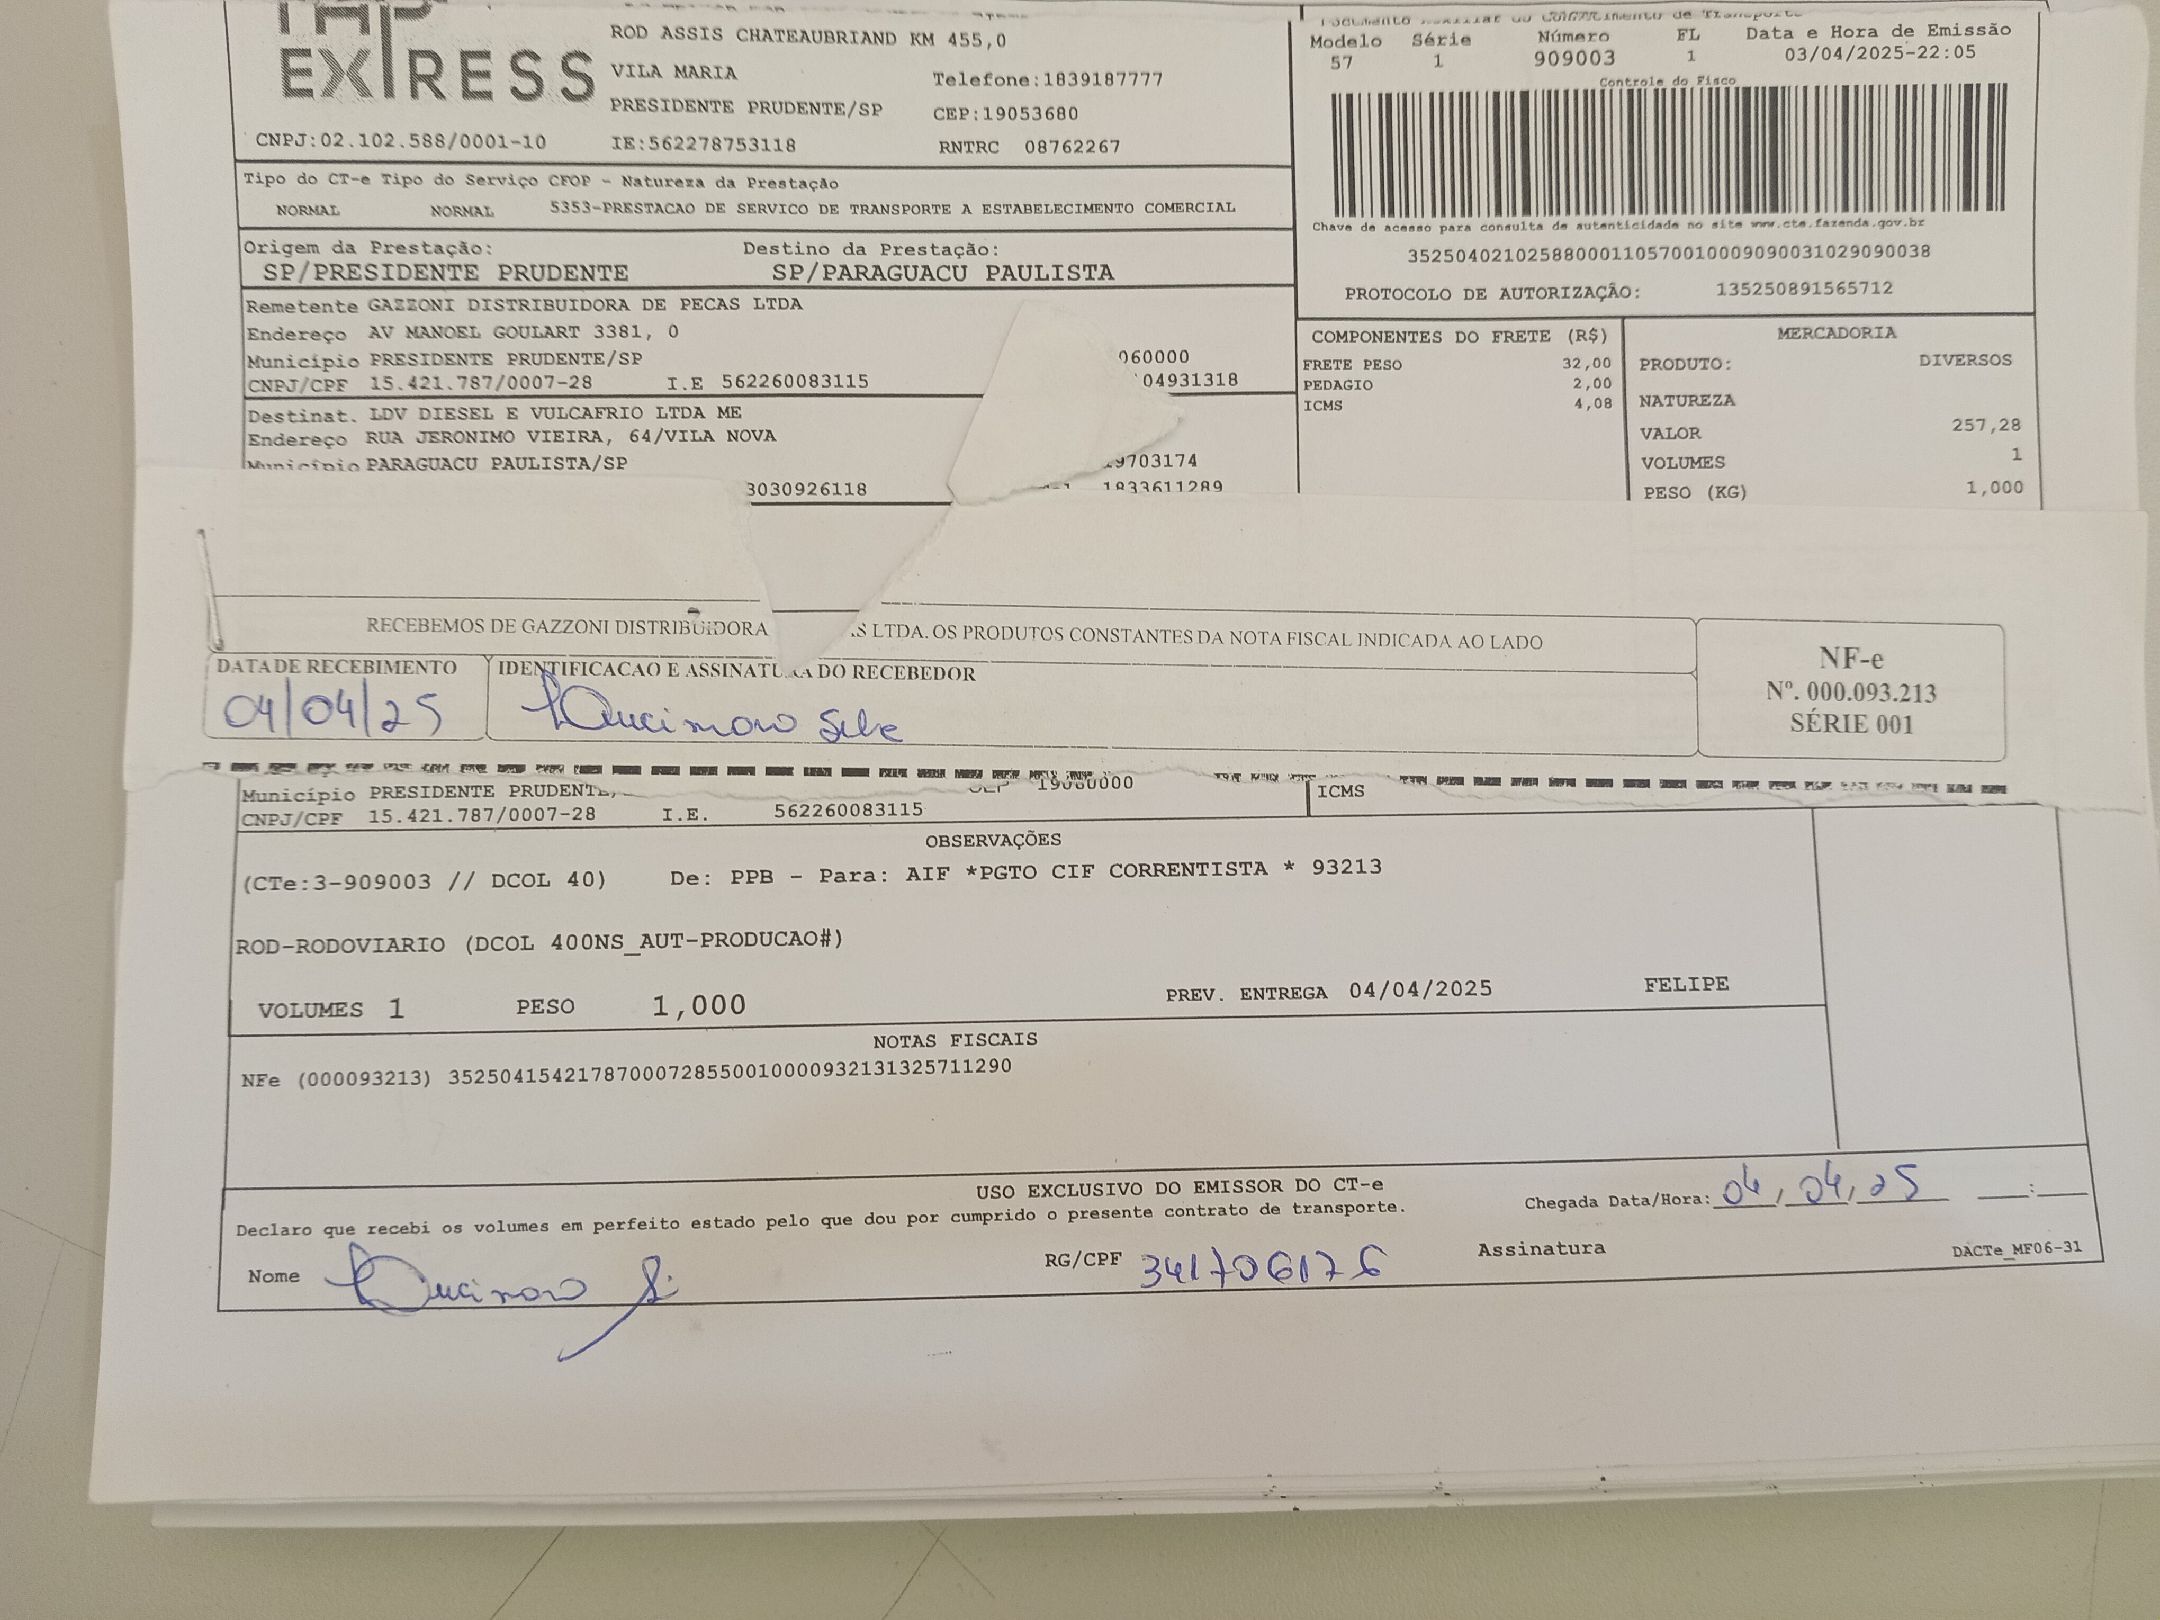 EXPRESS
ROD ASSIS CHATEAUBRIAND KM 455,0
VILA MARIA
Telefone:1839187777
PRESIDENTE PRUDENTE/SP
CEP:19053680
CNPJ:02.102.588/0001-10
IE:562278753118
RNTRC 08762267
de Transporte
Modelo Série Número FL Data e Hora de Emissão
57 1 909003 1 03/04/2025-22:05
Controle do Fisco
Chave de acesso para consulta de autenticidade no site www.cte.fazenda.gov.br
35250402102588000110570010009090031029090038
PROTOCOLO DE AUTORIZAÇÃO: 135250891565712
Tipo do CT-e Tipo do Serviço CFOP - Natureza da Prestação
NORMAL NORMAL 5353-PRESTACAO DE SERVICO DE TRANSPORTE A ESTABELECIMENTO COMERCIAL
Origem da Prestação: Destino da Prestação:
SP/PRESIDENTE PRUDENTE SP/PARAGUACU PAULISTA
Remetente GAZZONI DISTRIBUIDORA DE PECAS LTDA
Endereço AV MANOEL GOULART 3381, 0
Município PRESIDENTE PRUDENTE/SP 060000
CNPJ/CPF 15.421.787/0007-28 I.E 562260083115 04931318
Destinat. LDV DIESEL E VULCAFRIO LTDA ME
Endereço RUA JERONIMO VIEIRA, 64/VILA NOVA
Município PARAGUACU PAULISTA/SP 19703174
3030926118 1833611289
COMPONENTES DO FRETE (R$)
FRETE PESO 32,00
PEDAGIO 2,00
ICMS 4,08
MERCADORIA
PRODUTO: DIVERSOS
NATUREZA
VALOR 257,28
VOLUMES 1
PESO (KG) 1,000
RECEBEMOS DE GAZZONI DISTRIBUIDORA AS LTDA. OS PRODUTOS CONSTANTES DA NOTA FISCAL INDICADA AO LADO
DATA DE RECEBIMENTO
04/04/25
IDENTIFICACAO E ASSINATURA DO RECEBEDOR
NF-e
Nº. 000.093.213
SÉRIE 001
Município PRESIDENTE PRUDENTE CEP 19060000
CNPJ/CPF 15.421.787/0007-28 I.E. 562260083115
ICMS
OBSERVAÇÕES
(CTe:3-909003 // DCOL 40) De: PPB - Para: AIF *PGTO CIF CORRENTISTA * 93213
ROD-RODOVIARIO (DCOL 400NS_AUT-PRODUCAO#)
VOLUMES 1 PESO 1,000 PREV. ENTREGA 04/04/2025 FELIPE
NOTAS FISCAIS
NFe (000093213) 35250415421787000728550010000932131325711290
USO EXCLUSIVO DO EMISSOR DO CT-e
Declaro que recebi os volumes em perfeito estado pelo que dou por cumprido o presente contrato de transporte.
Chegada Data/Hora: 04, 04, 25 :
Nome
RG/CPF 341706176
Assinatura
DACTe_MF06-31